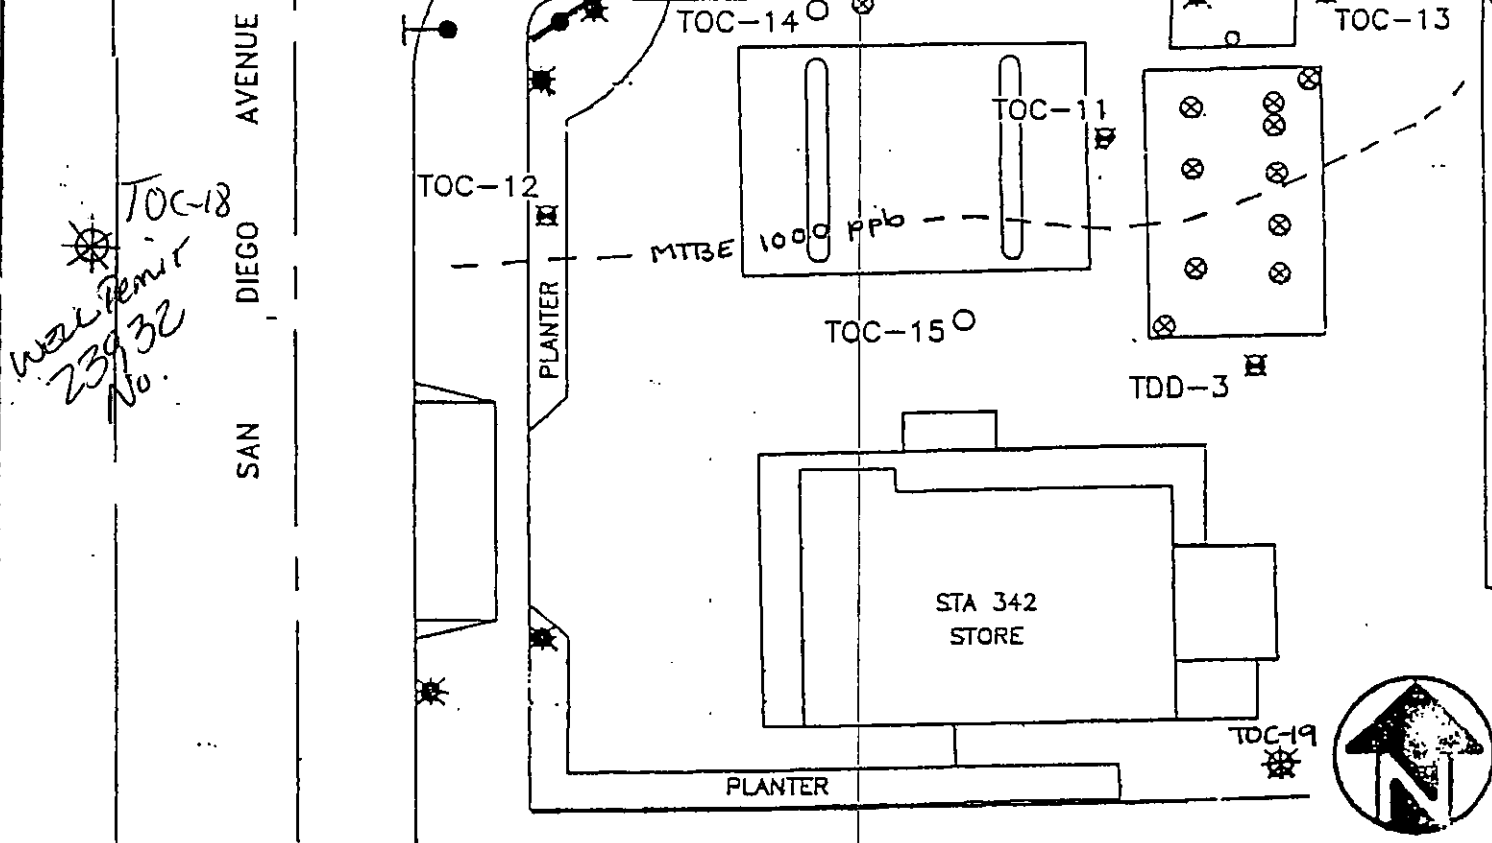 TOC-14
TOC-13
AVENUE
TOC-11
TOC-18
TOC-12
MTBE 1000 ppb
DIEGO
PLANTER
Well Permit
23932
No.
TOC-15
TDD-3
SAN
STA 342
STORE
TOC-19
PLANTER
N